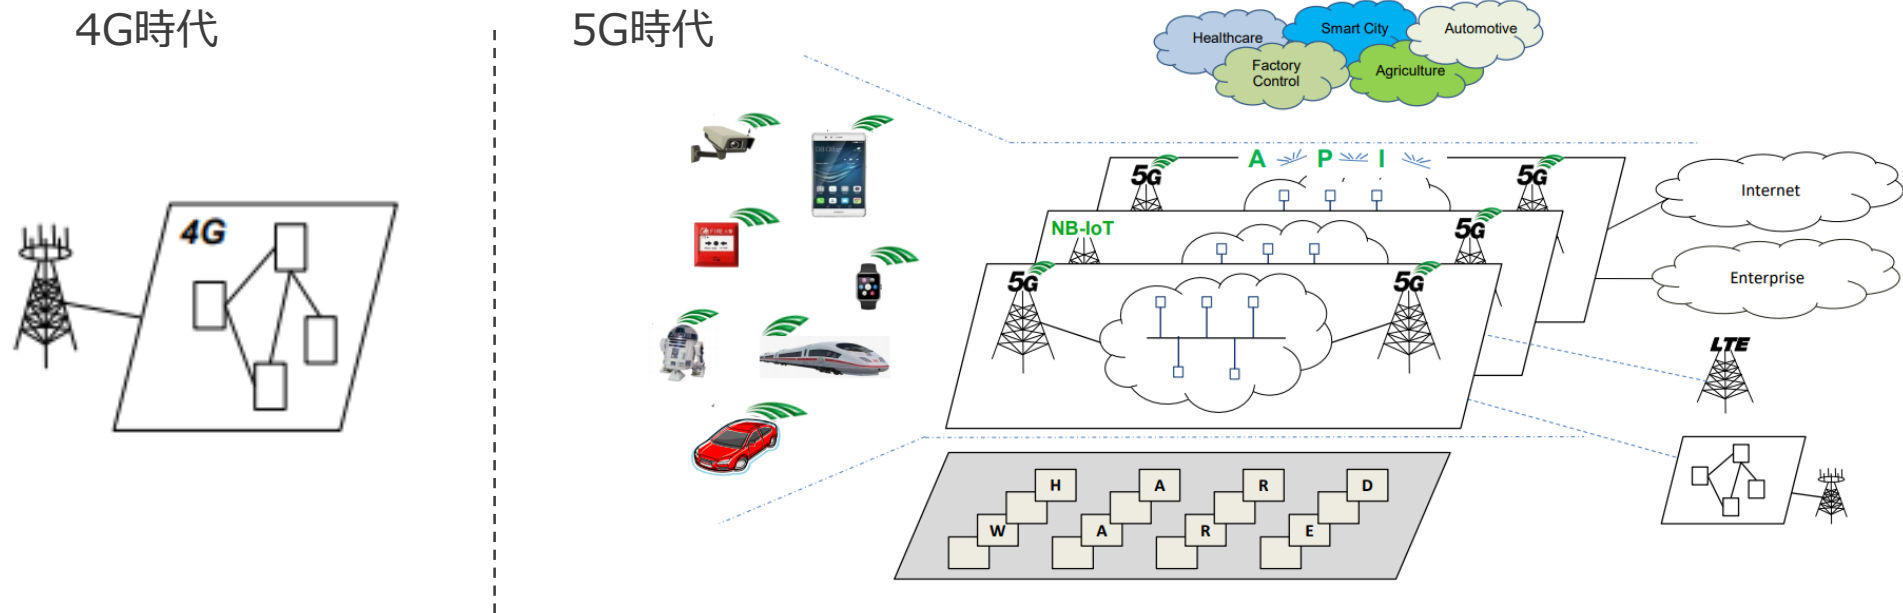 4G時代
5G時代
Healthcare
Smart City
Automotive
Factory
Control
Agriculture
A P I
5G
5G
Internet
NB-IoT
5G
4G
Enterprise
5G
5G
LTE
H A R D
W A R E